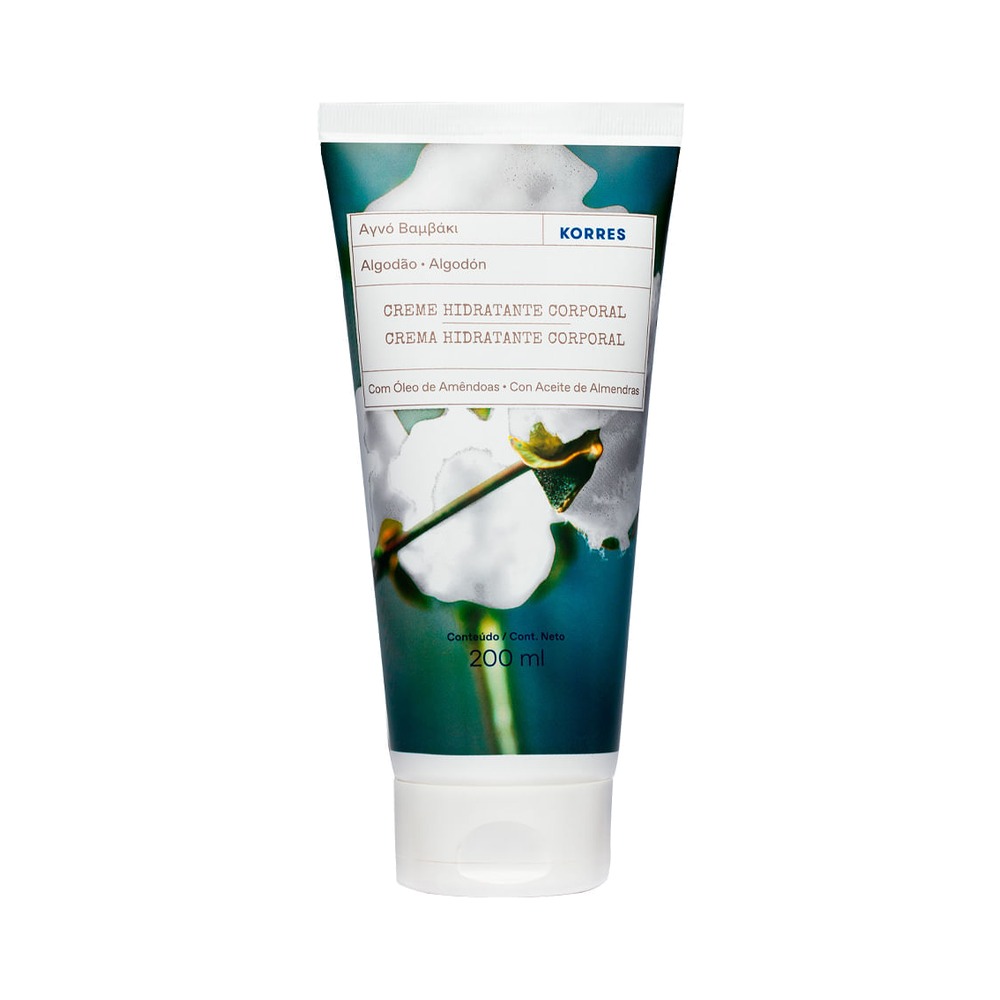 Αγνό Βαμβάκι
KORRES
Algodão • Algodón
CREME HIDRATANTE CORPORAL
CREMA HIDRATANTE CORPORAL
Com Óleo de Amêndoas • Con Aceite de Almendras
Conteúdo / Cont. Neto
200 ml